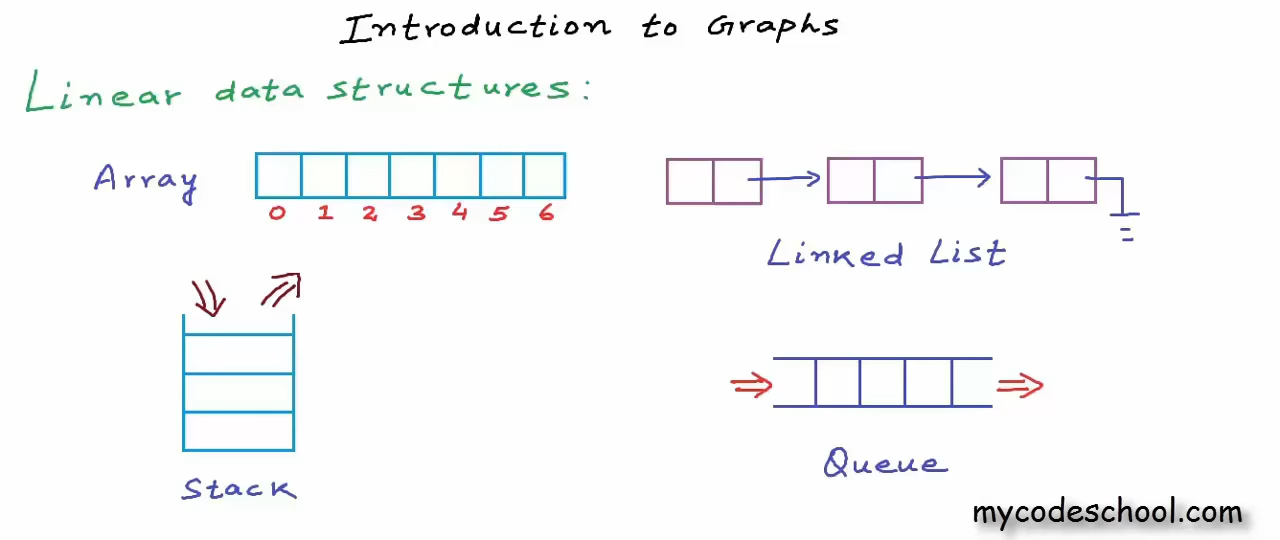 Introduction to Graphs
Linear data structures:
Array
0 1 2 3 4 5 6
Linked List
Stack
Queue
mycodeschool.com